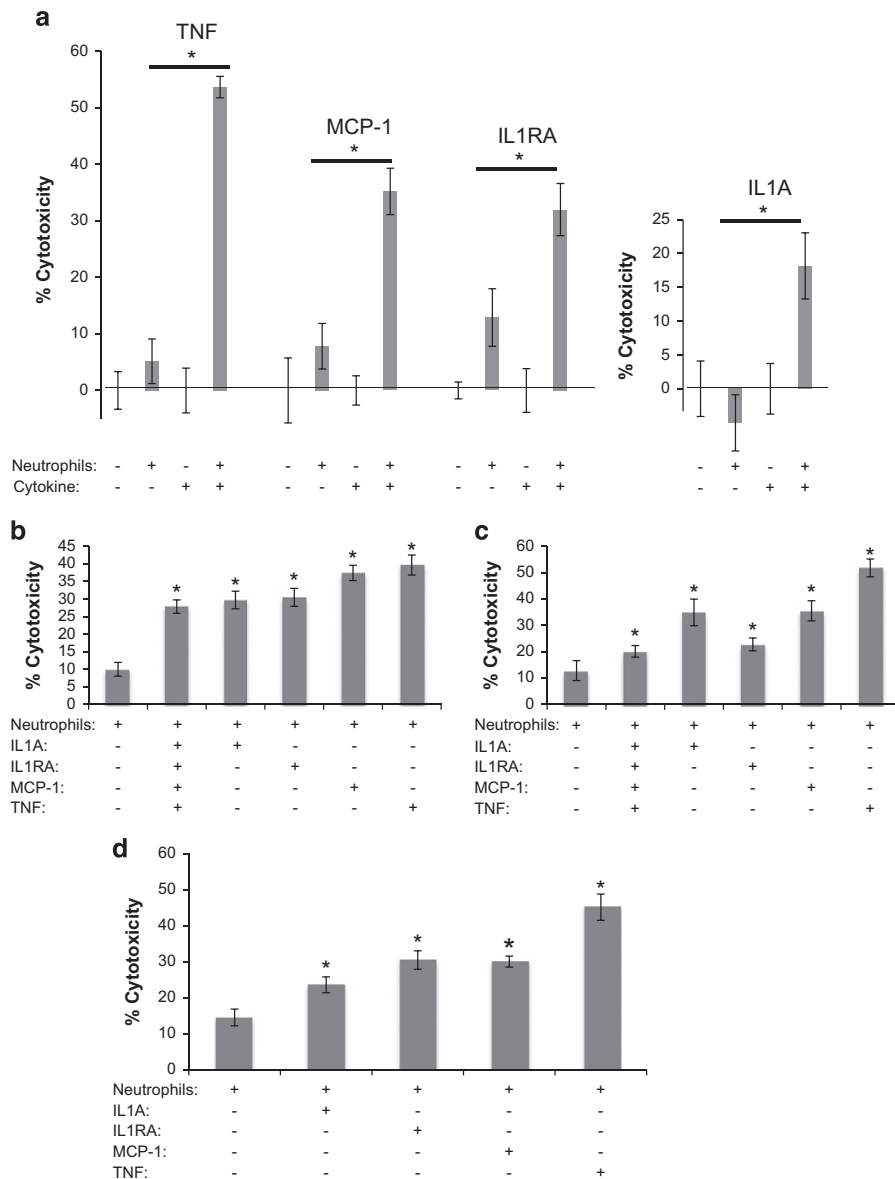 a
TNF
*
MCP-1
*
IL1RA
*
IL1A
*
% Cytotoxicity
60
50
40
30
20
10
0
% Cytotoxicity
25
20
15
10
5
0
Neutrophils: - + - + - + - + - + - + - + - +
Cytokine: - - + + - - + + - - + + - - + +
b
% Cytotoxicity
45
40
35
30
25
20
15
10
5
0
* * * * *
Neutrophils: + + + + + +
IL1A: - + + - - -
IL1RA: - + - + - -
MCP-1: - + - - + -
TNF: - + - - - +
c
% Cytotoxicity
60
50
40
30
20
10
0
* * * * *
Neutrophils: + + + + + +
IL1A: - + + - - -
IL1RA: - + - + - -
MCP-1: - + - - + -
TNF: - + - - - +
d
% Cytotoxicity
60
50
40
30
20
10
0
* * * *
Neutrophils: + + + + +
IL1A: - + - - -
IL1RA: - - + - -
MCP-1: - - - + -
TNF: - - - - +